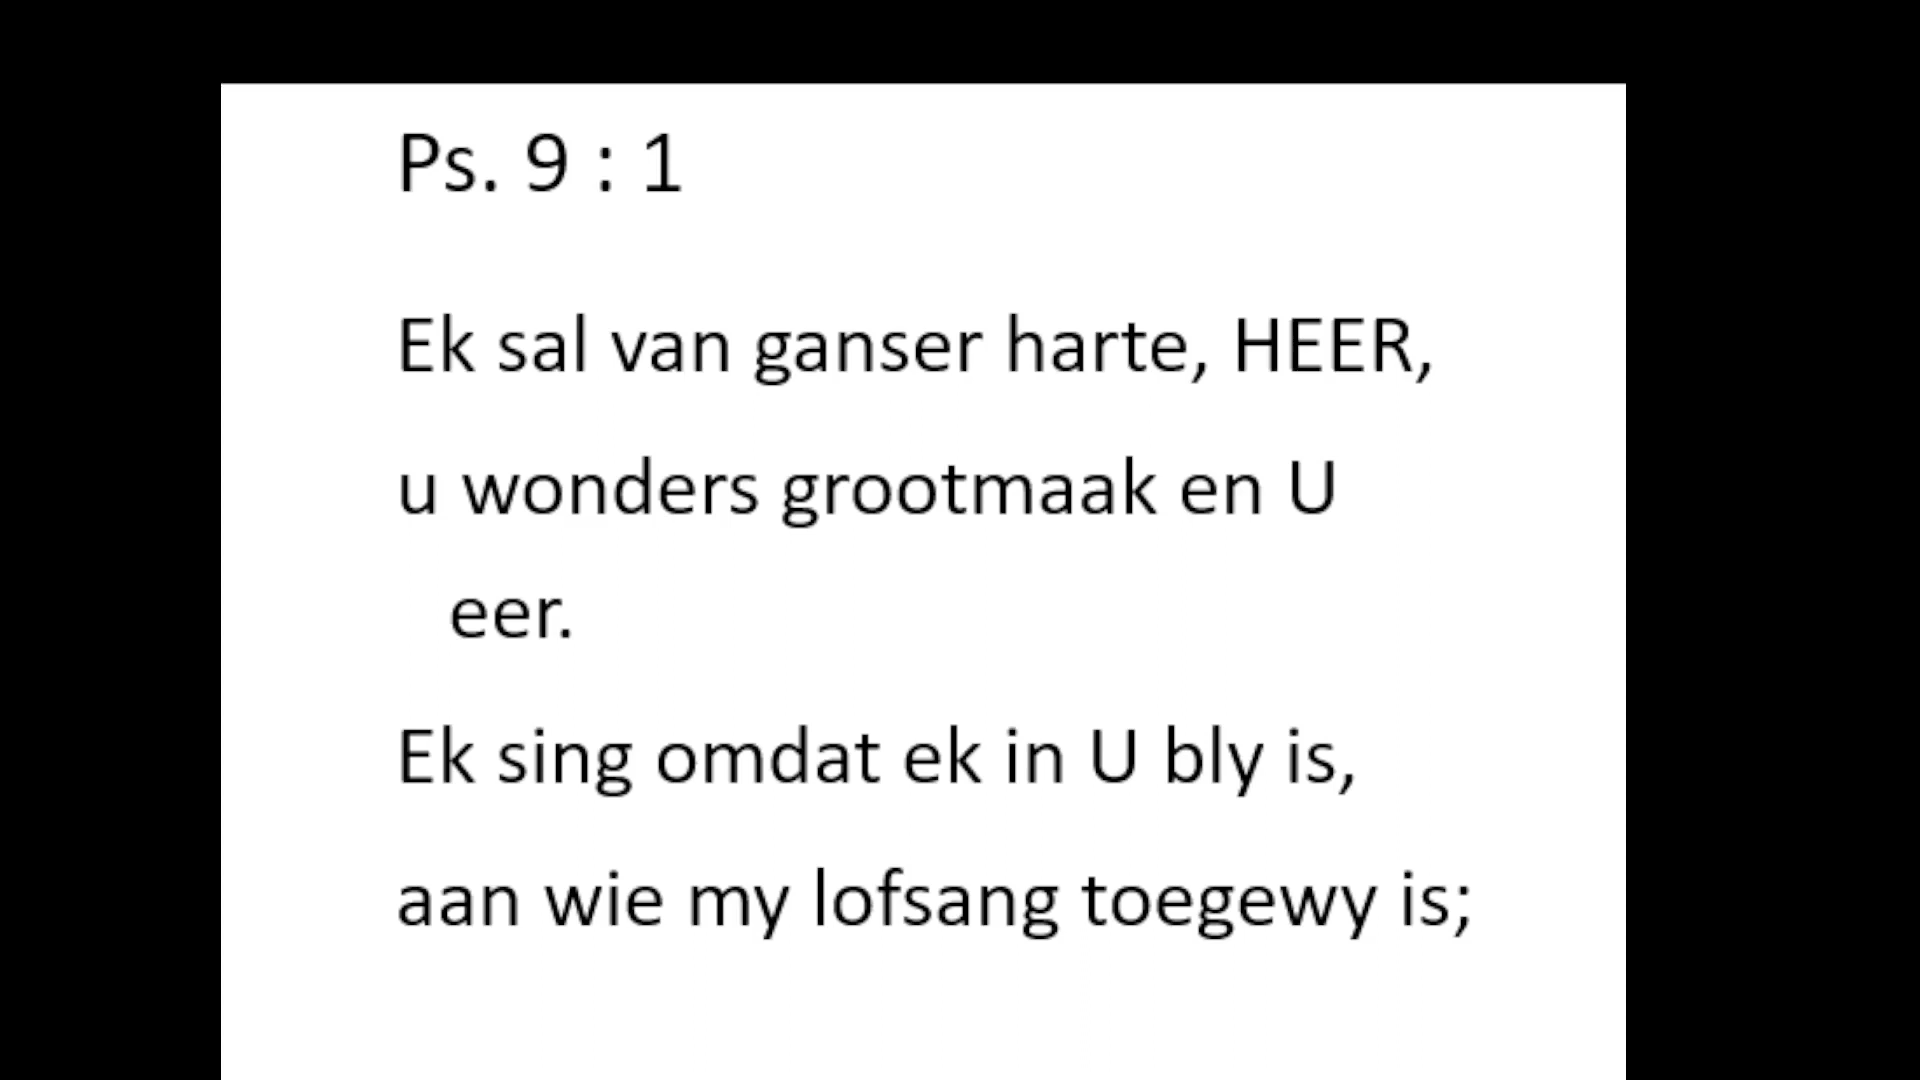 Ps. 9 : 1
Ek sal van ganser harte, HEER,
u wonders grootmaak en U
eer.
Ek sing omdat ek in U bly is,
aan wie my lofsang toegewy is;